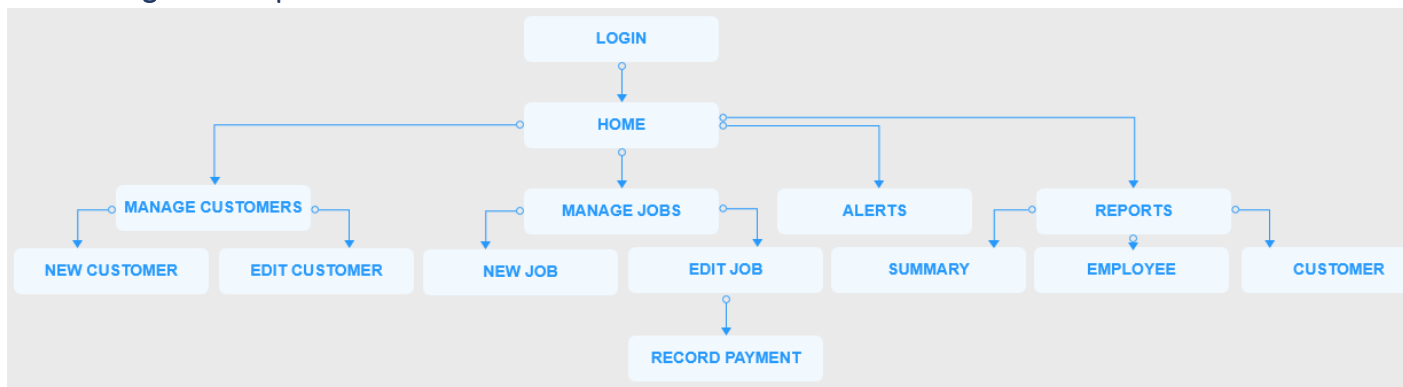 LOGIN
HOME
MANAGE CUSTOMERS
MANAGE JOBS
ALERTS
REPORTS
NEW CUSTOMER
EDIT CUSTOMER
NEW JOB
EDIT JOB
SUMMARY
EMPLOYEE
CUSTOMER
RECORD PAYMENT